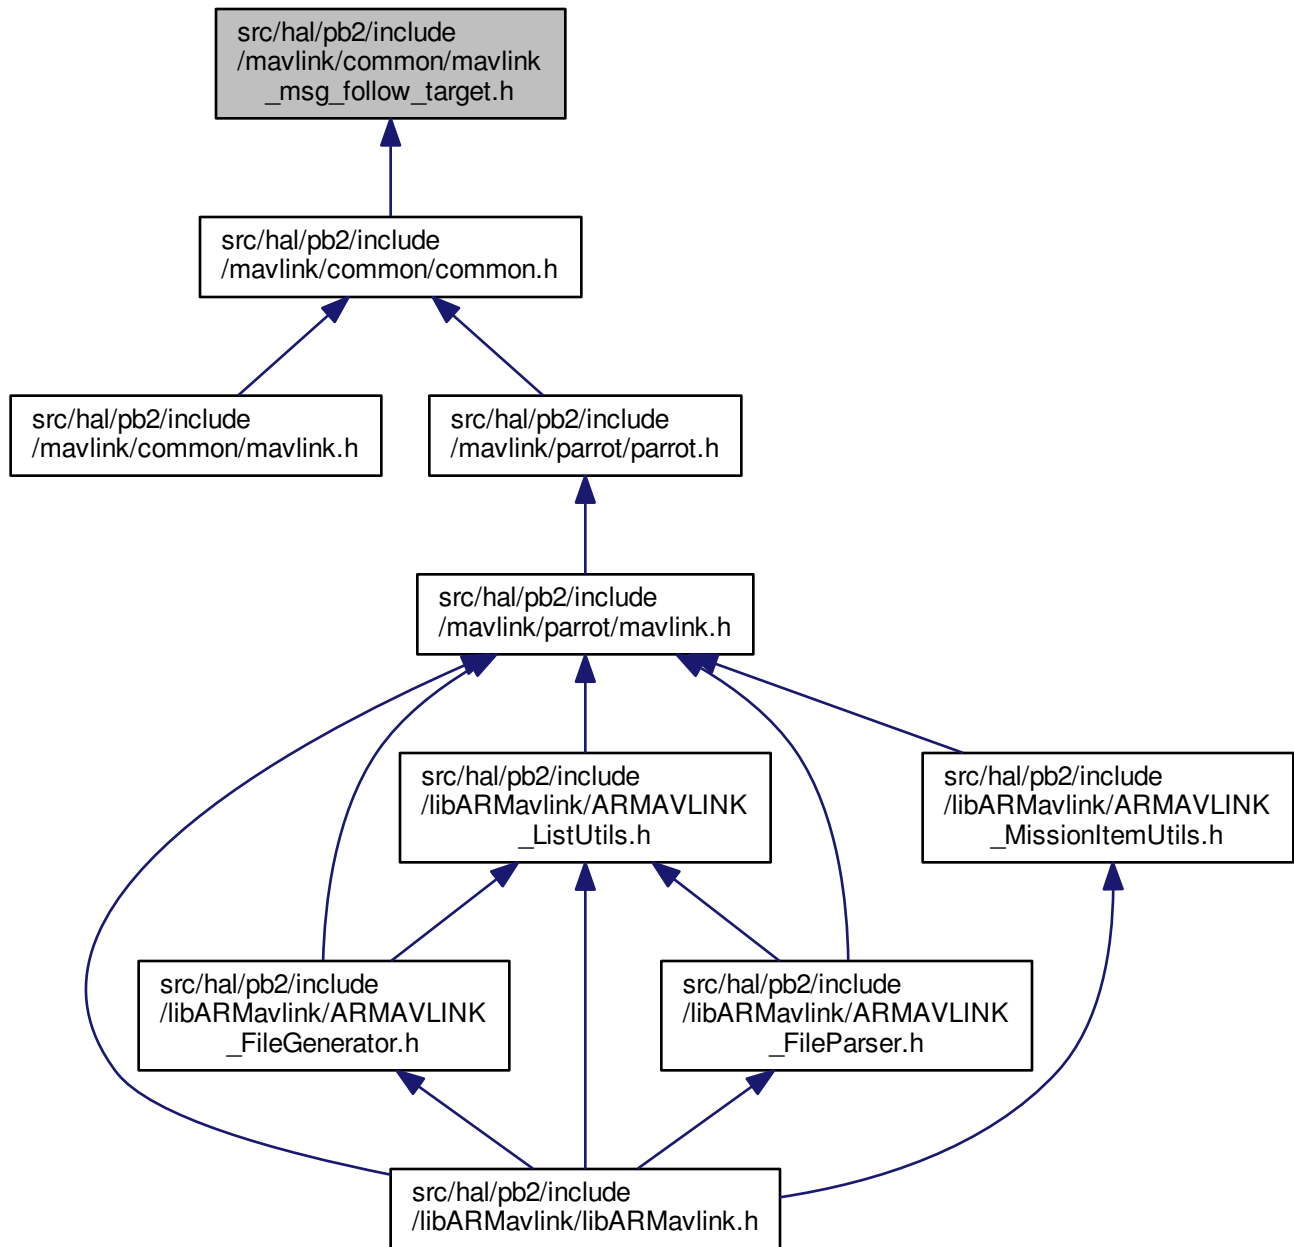 src/hal/pb2/include
/mavlink/common/mavlink
_msg_follow_target.h
src/hal/pb2/include
/mavlink/common/common.h
src/hal/pb2/include
/mavlink/common/mavlink.h
src/hal/pb2/include
/mavlink/parrot/parrot.h
src/hal/pb2/include
/mavlink/parrot/mavlink.h
src/hal/pb2/include
/libARMavlink/ARMAVLINK
_ListUtils.h
src/hal/pb2/include
/libARMavlink/ARMAVLINK
_MissionItemUtils.h
src/hal/pb2/include
/libARMavlink/ARMAVLINK
_FileGenerator.h
src/hal/pb2/include
/libARMavlink/ARMAVLINK
_FileParser.h
src/hal/pb2/include
/libARMavlink/libARMavlink.h